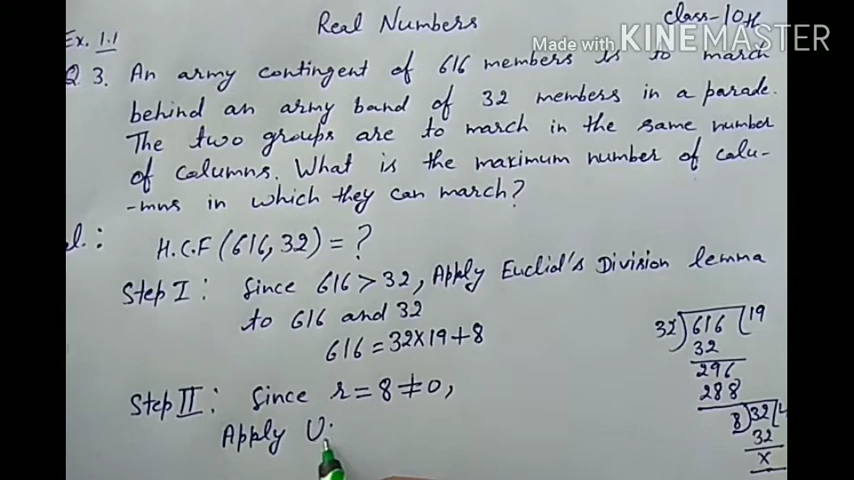 Real Numbers
class-10th
Made with KINEMASTER
Ex. 1.1
Q 3. An army contingent of 616 members is to march
behind an army band of 32 members in a parade.
The two groups are to march in the same number
of columns. What is the maximum number of colu-
-mns in which they can march?
l.: H.C.F (616, 32) = ?
Step I: Since 616 > 32, Apply Euclid's Division lemma
to 616 and 32
616 = 32×19+8
Step II: Since r = 8 ≠ 0,
Apply
32) 616 (19
32
296
288
8) 32 (4
32
x